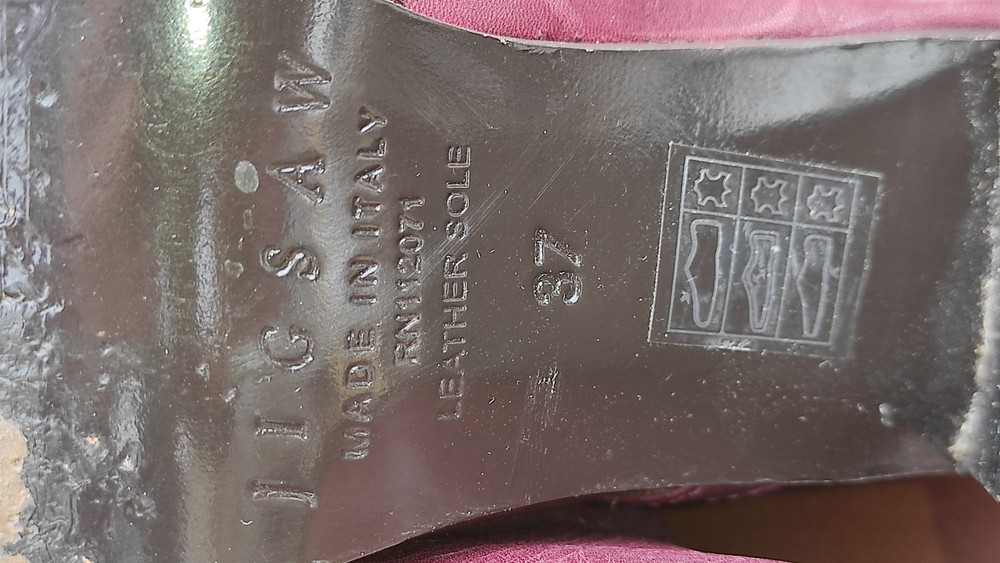 JIGSAW
MADE IN ITALY
RN112071
LEATHER SOLE
37